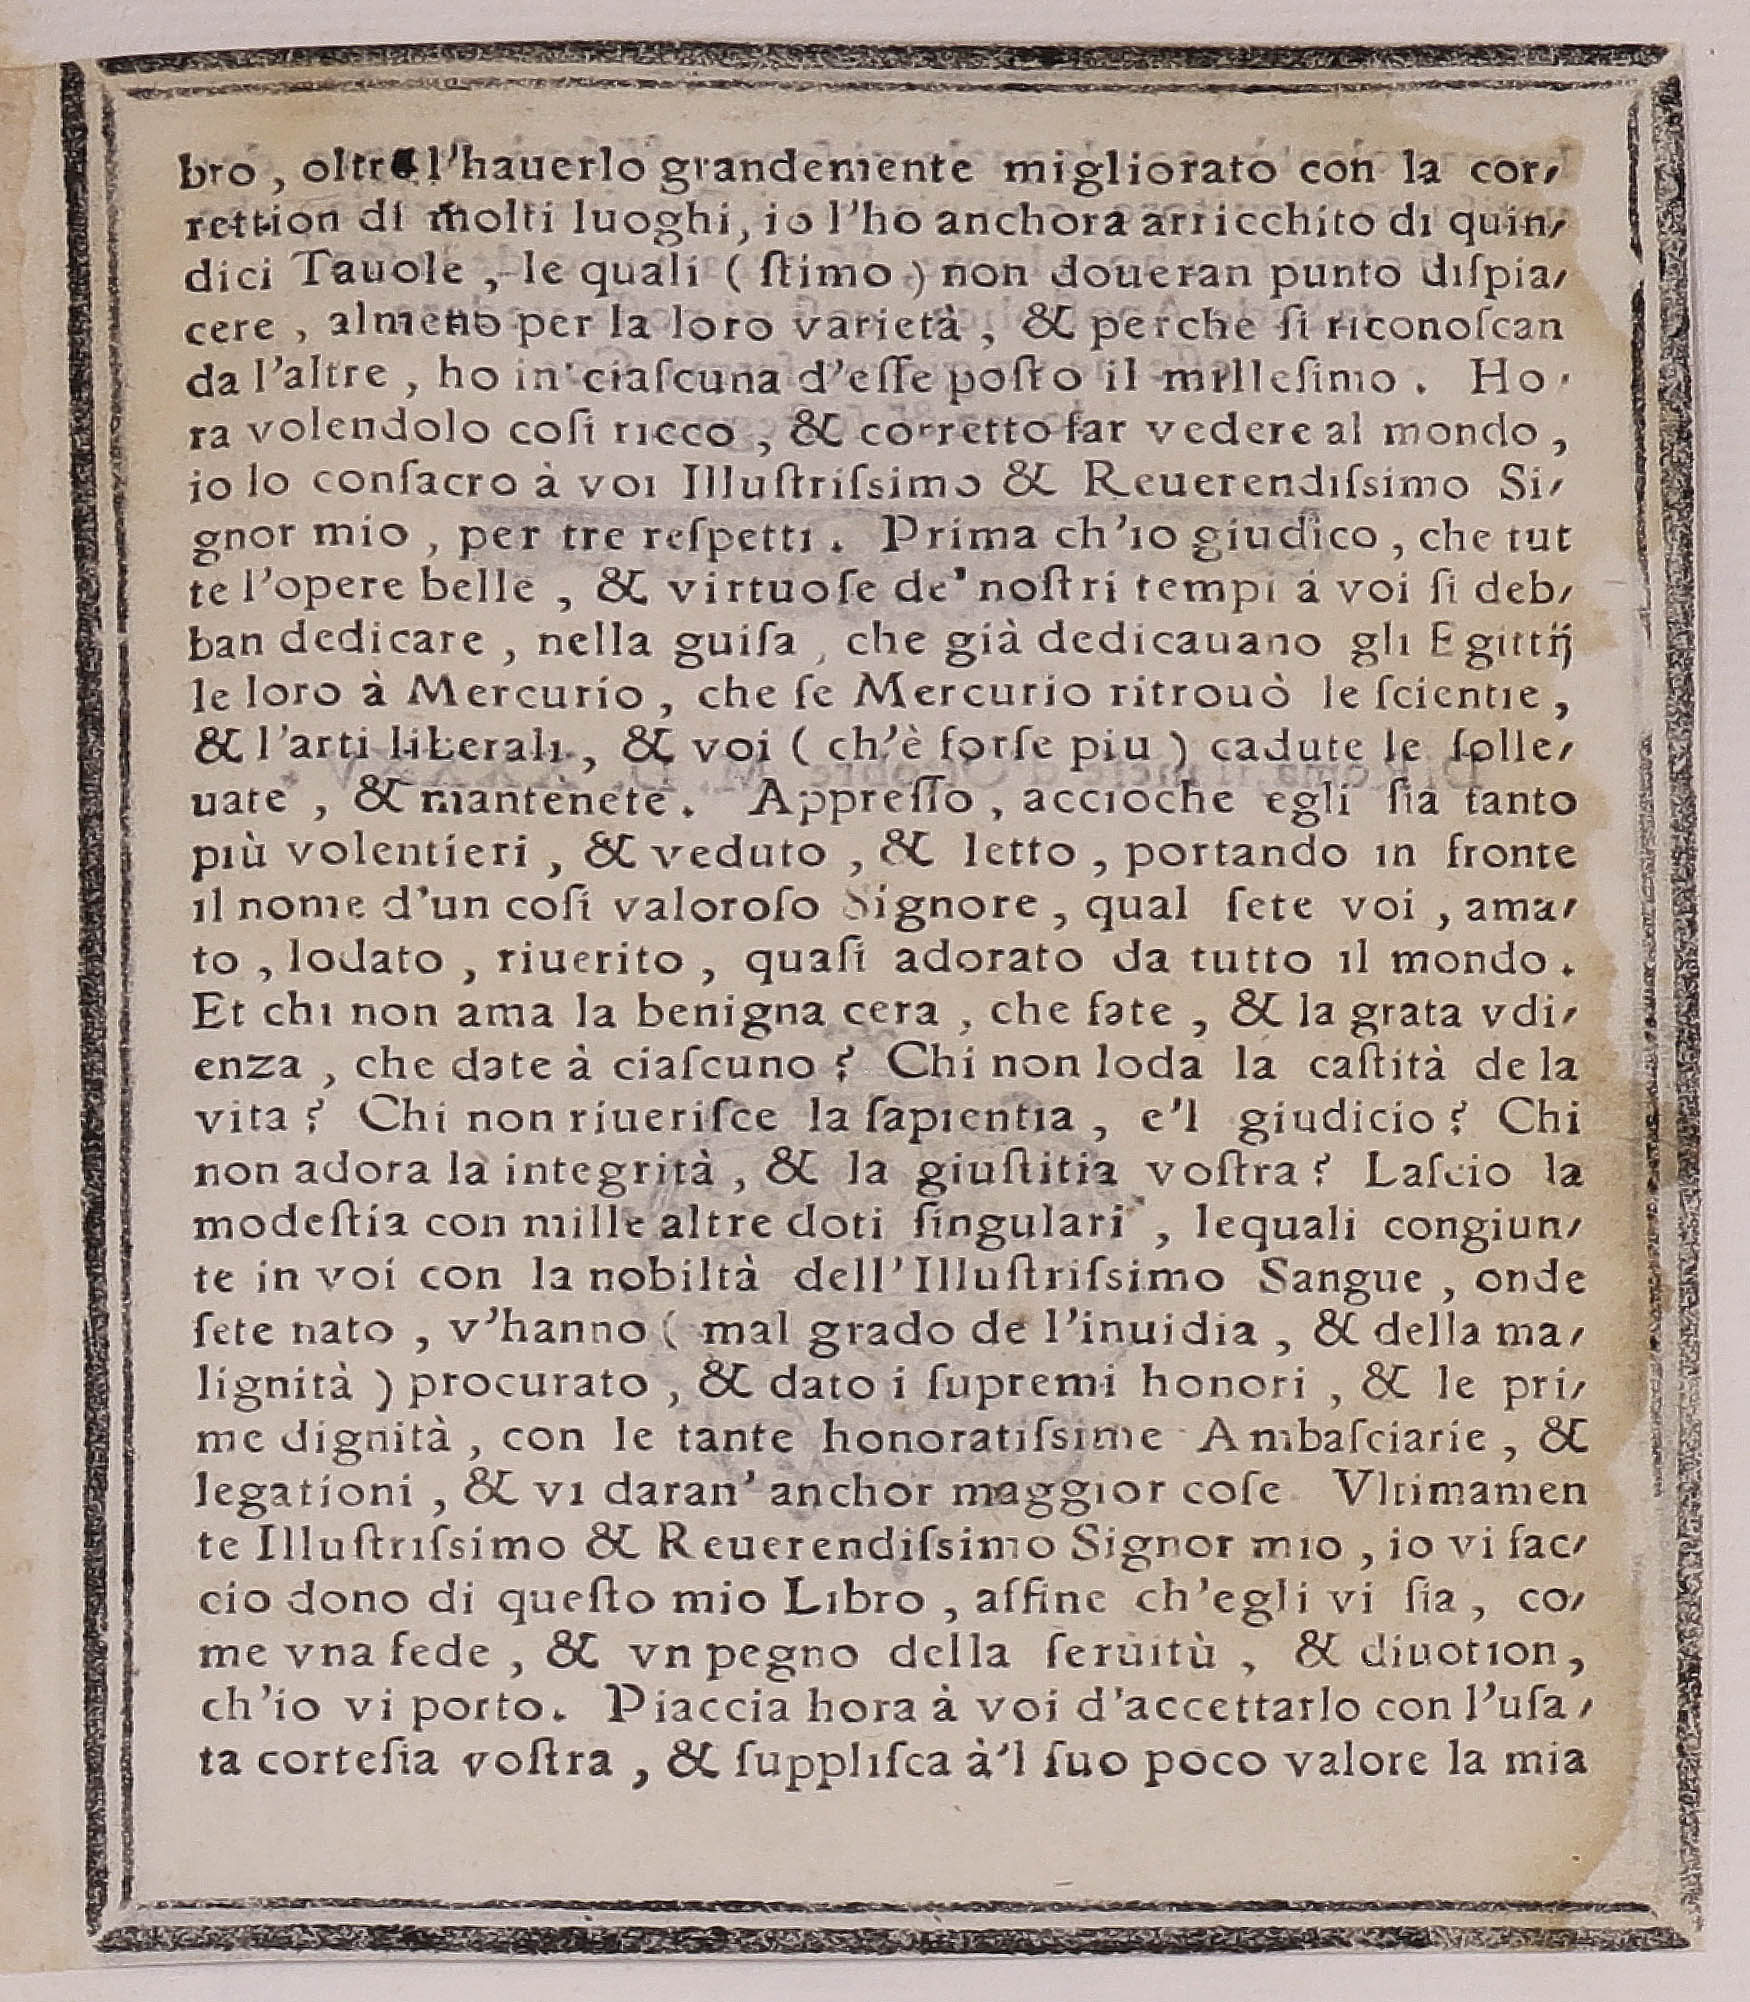 bro, oltre l'hauerlo grandemente migliorato con la cor-
rettion di molti luoghi, io l'ho anchora arricchito di quin-
dici Tauole, le quali ( ſtimo ) non doueran punto diſpia-
cere, almeno per la loro varietà, & perche ſi riconoſcan
da l'altre, ho in ciaſcuna d'eſſe poſto il milleſimo. Ho-
ra volendolo coſi ricco, & corretto far vedere al mondo,
io lo conſacro à voi Illuſtriſsimo & Reuerendiſsimo Si-
gnor mio, per tre reſpetti. Prima ch'io giudico, che tut
te l'opere belle, & virtuoſe de' noſtri tempi à voi ſi deb-
ban dedicare, nella guiſa, che già dedicauano gli Egittij
le loro à Mercurio, che ſe Mercurio ritrouò le ſcientie,
& l'arti liberali, & voi ( ch'è forſe piu ) cadute le ſolle-
uate, & mantenete. Appreſſo, accioche egli ſia tanto
più volentieri, & veduto, & letto, portando in fronte
il nome d'un coſi valoroſo Signore, qual ſete voi, ama-
to, lodato, riuerito, quaſi adorato da tutto il mondo.
Et chi non ama la benigna cera, che fate, & la grata vdi-
enza, che date à ciaſcuno? Chi non loda la caſtità de la
vita? Chi non riueriſce la ſapientia, e'l giudicio? Chi
non adora la integrità, & la giuſtitia voſtra? Laſcio la
modeſtia con mille altre doti ſingulari, lequali congiun-
te in voi con la nobiltà dell'Illuſtriſsimo Sangue, onde
ſete nato, v'hanno ( mal grado de l'inuidia, & della ma-
lignità ) procurato, & dato i ſupremi honori, & le pri-
me dignità, con le tante honoratiſsime Ambaſciarie, &
legationi, & vi daran' anchor maggior coſe Vltimamen
te Illuſtriſsimo & Reuerendiſsimo Signor mio, io vi fac-
cio dono di queſto mio Libro, affine ch'egli vi ſia, co-
me vna fede, & vn pegno della ſeruitù, & diuotion,
ch'io vi porto. Piaccia hora à voi d'accettarlo con l'uſa-
ta corteſia voſtra, & ſuppliſca à'l ſuo poco valore la mia